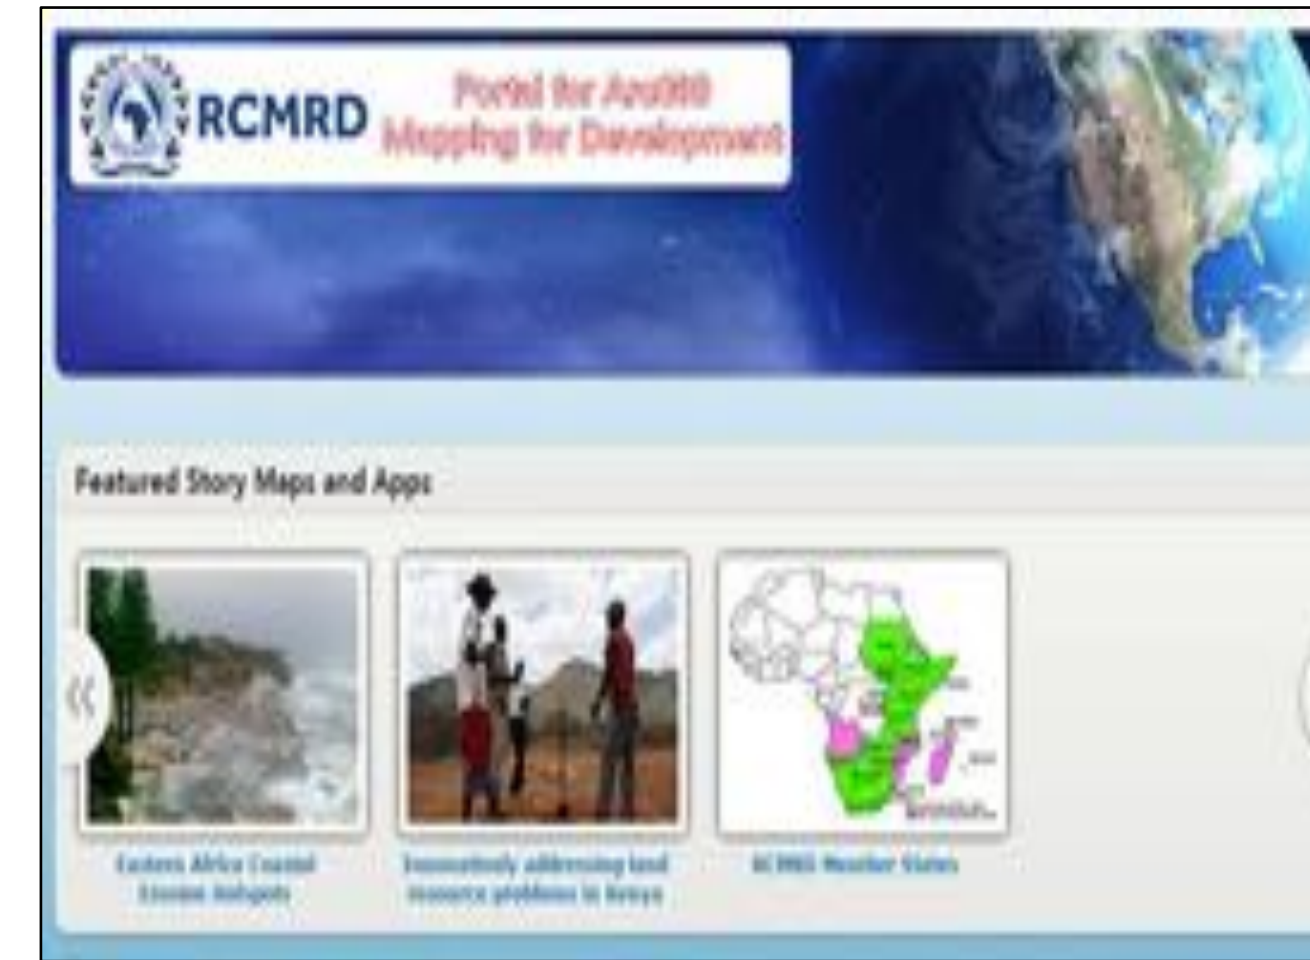 RCMRD
Portal for ArcGIS
Mapping for Development
Featured Story Maps and Apps
Eastern Africa Coastal
Erosion Hotspots
Innovatively addressing land
resource problems in Kenya
RCMRD Member States